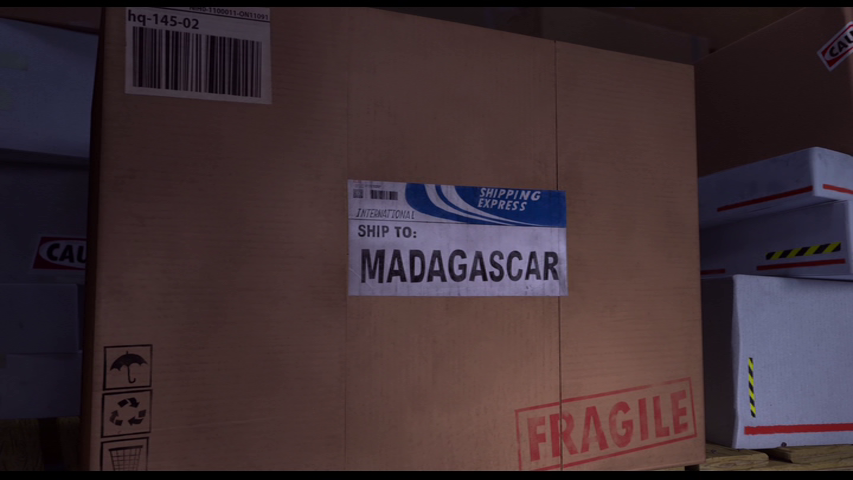 hq-145-02
SHIPPING
EXPRESS
INTERNATIONAL
SHIP TO:
MADAGASCAR
FRAGILE